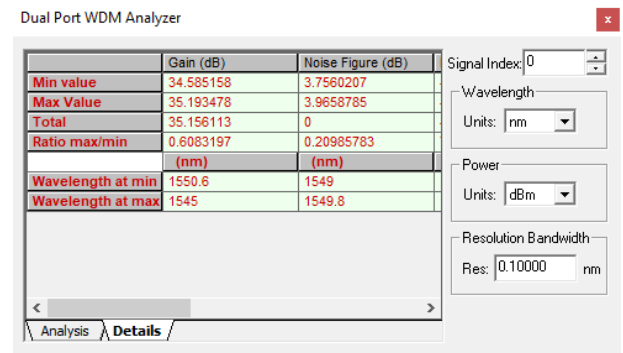 Dual Port WDM Analyzer
x
Gain (dB) Noise Figure (dB)
Min value 34.585158 3.7560207
Max Value 35.193478 3.9658785
Total 35.156113 0
Ratio max/min 0.6083197 0.20985783
(nm) (nm)
Wavelength at min 1550.6 1549
Wavelength at max 1545 1549.8
Analysis Details
Signal Index: 0
Wavelength
Units: nm
Power
Units: dBm
Resolution Bandwidth
Res: 0.10000 nm